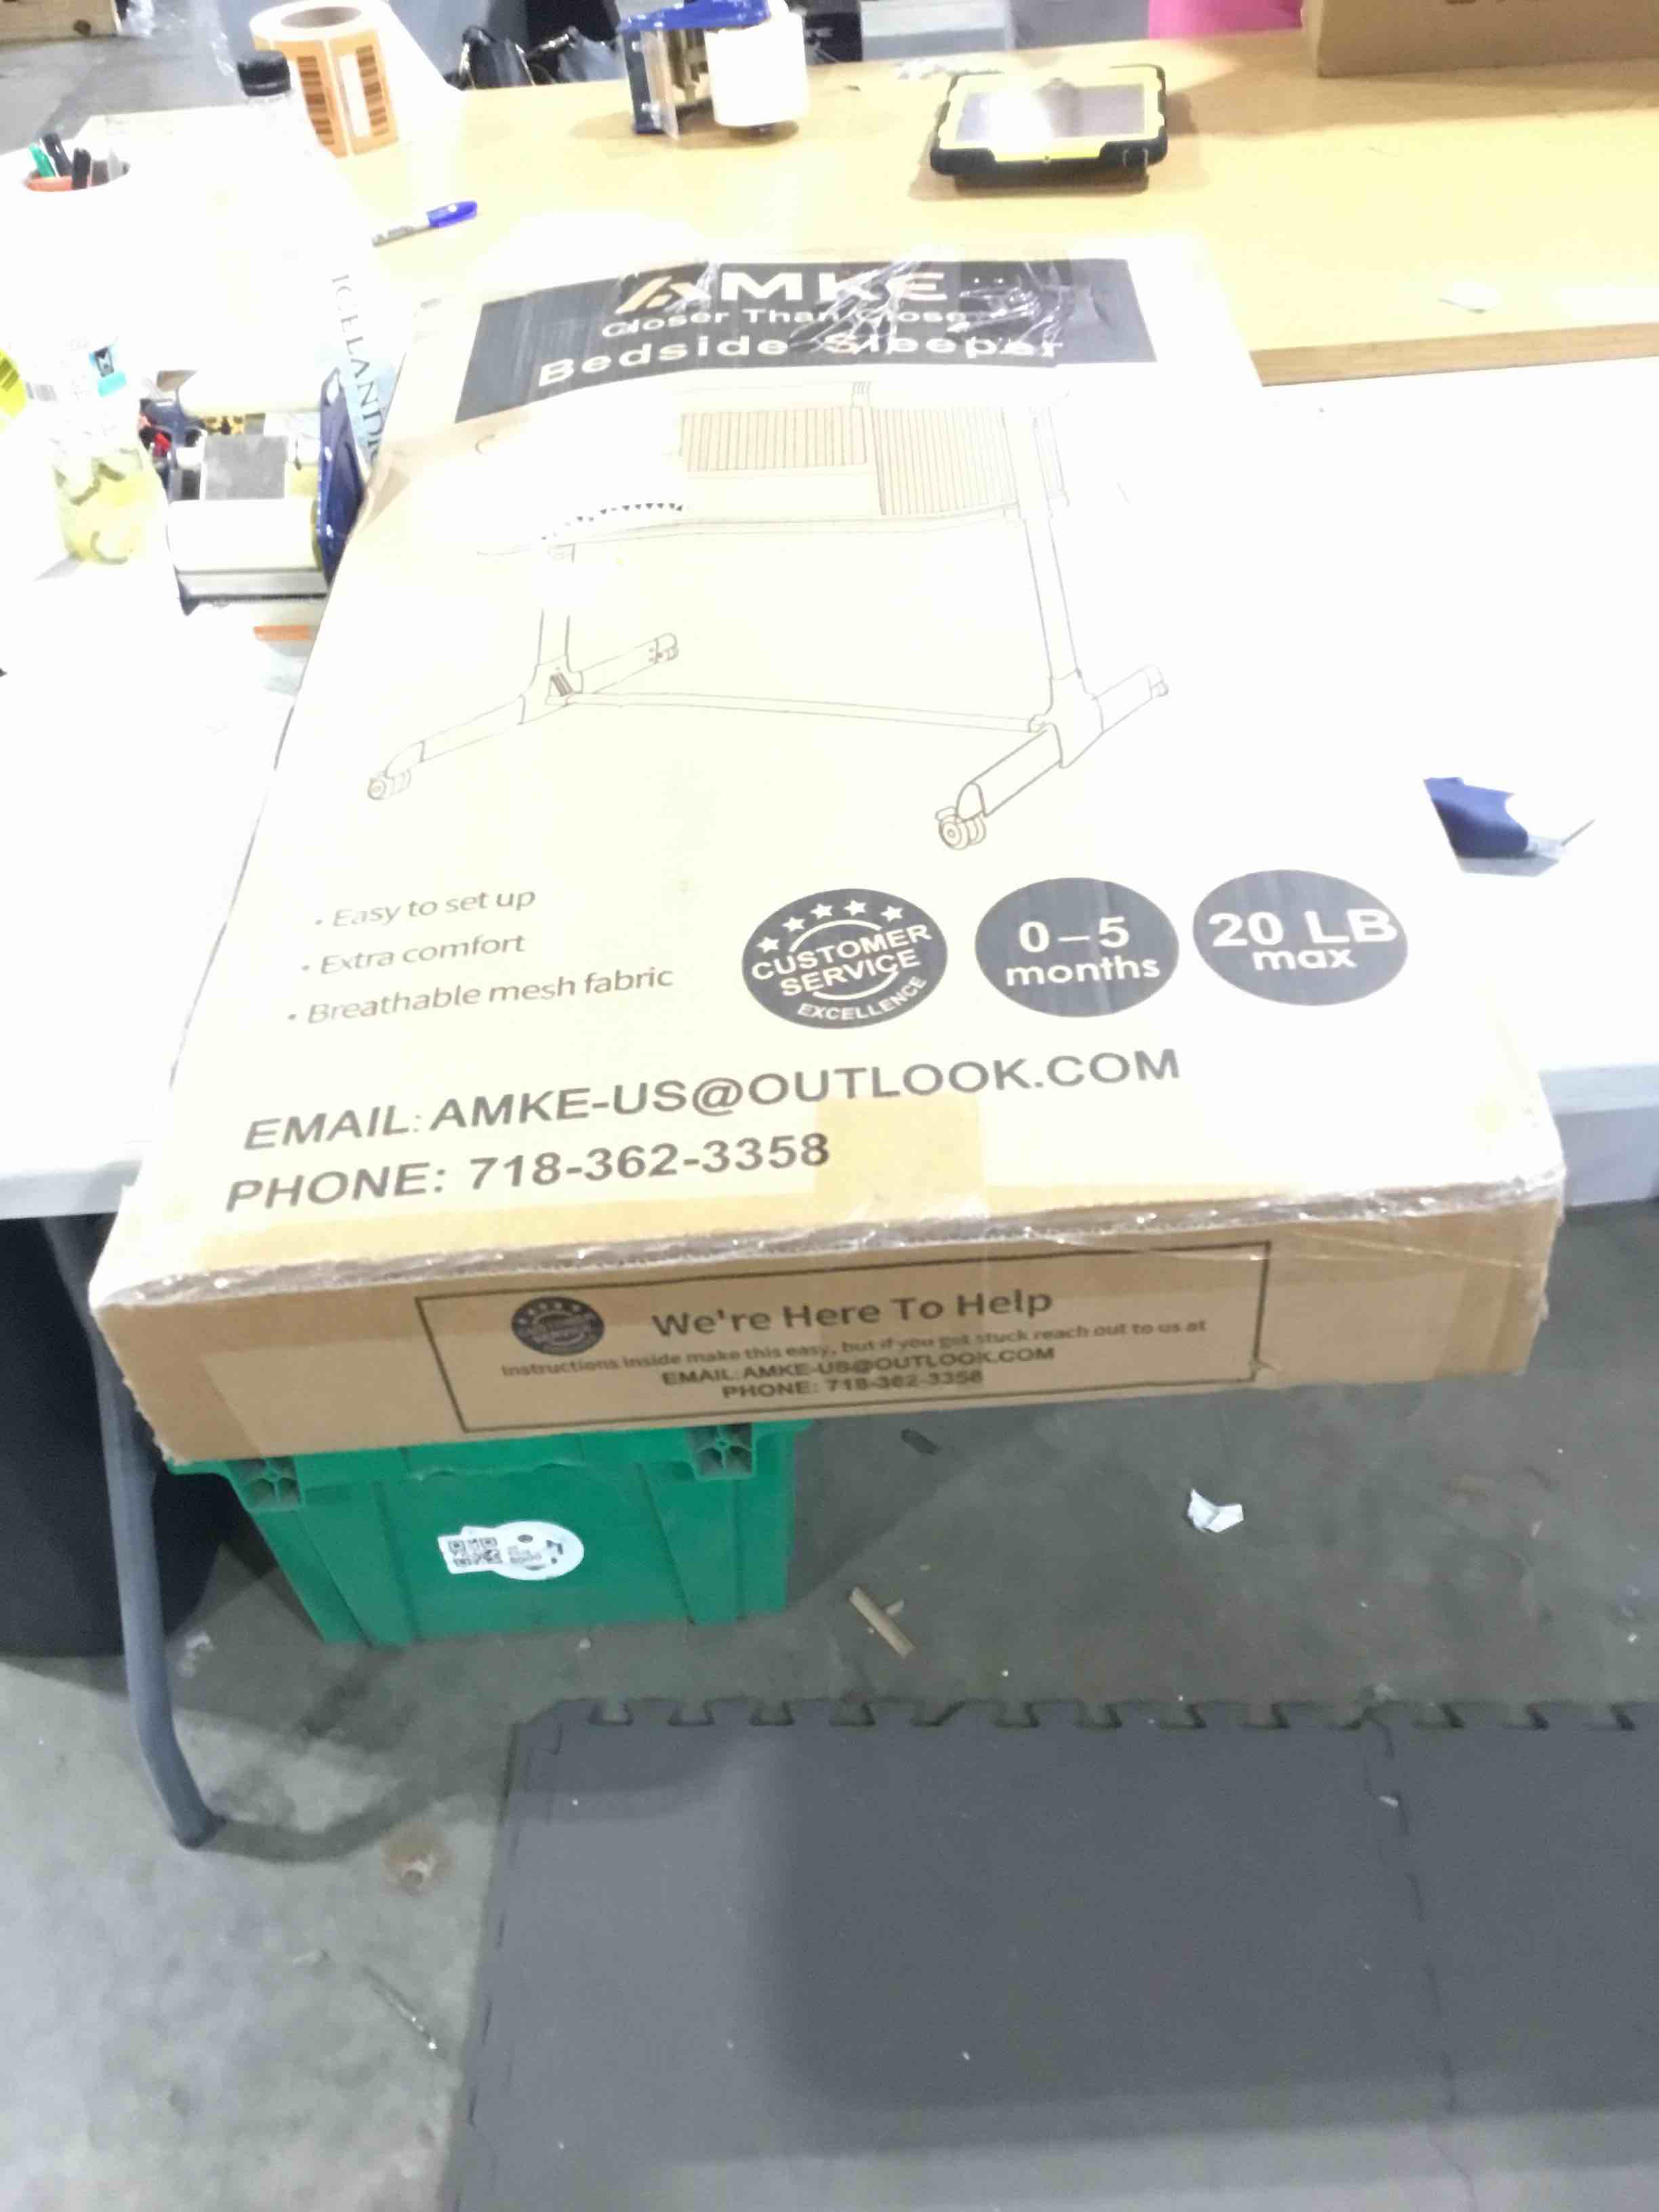 AMKE
Closer Than Close
Bedside Sleeper
• Easy to set up
• Extra comfort
• Breathable mesh fabric
CUSTOMER
SERVICE
EXCELLENCE
0–5
months
20 LB
max
EMAIL: AMKE-US@OUTLOOK.COM
PHONE: 718-362-3358
We're Here To Help
Instructions inside make this easy, but if you get stuck reach out to us at
EMAIL: AMKE-US@OUTLOOK.COM
PHONE: 718-362-3358